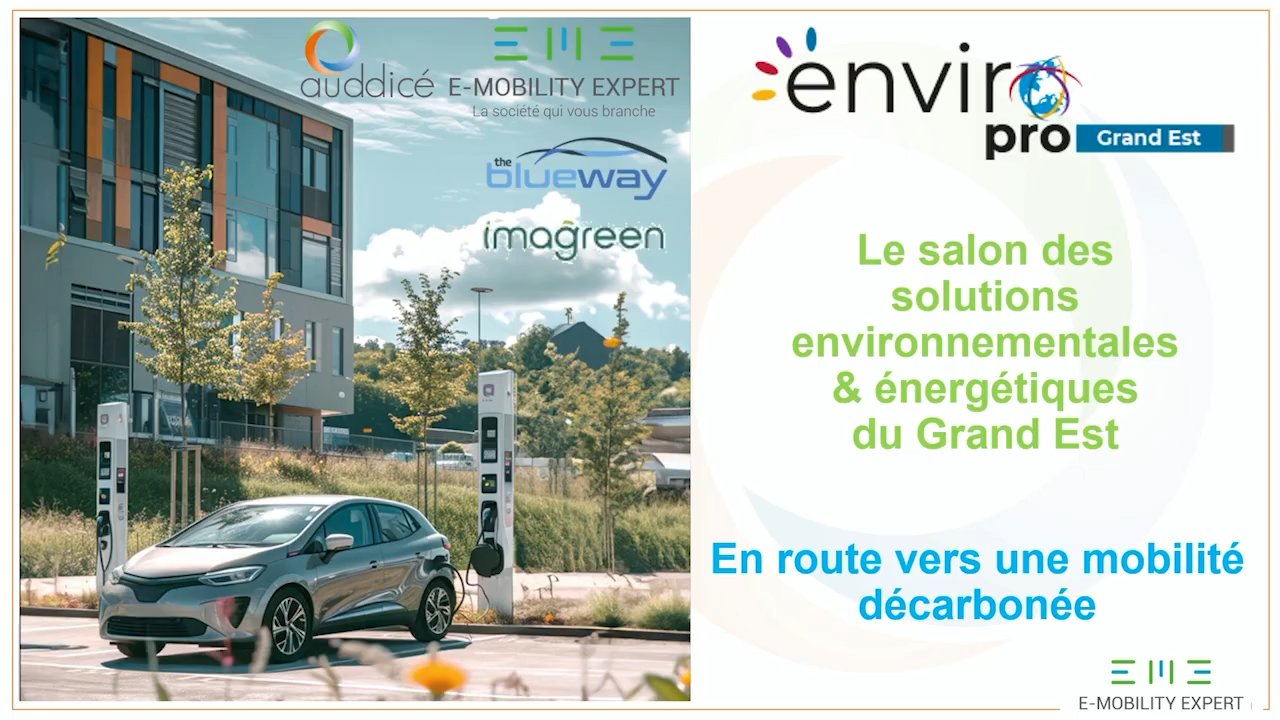 auddicé
E-MOBILITY EXPERT
La société qui vous branche
the
blueway
imagreen
enviro
pro Grand Est
Le salon des
solutions
environnementales
& énergétiques
du Grand Est
En route vers une mobilité
décarbonée
E-MOBILITY EXPERT